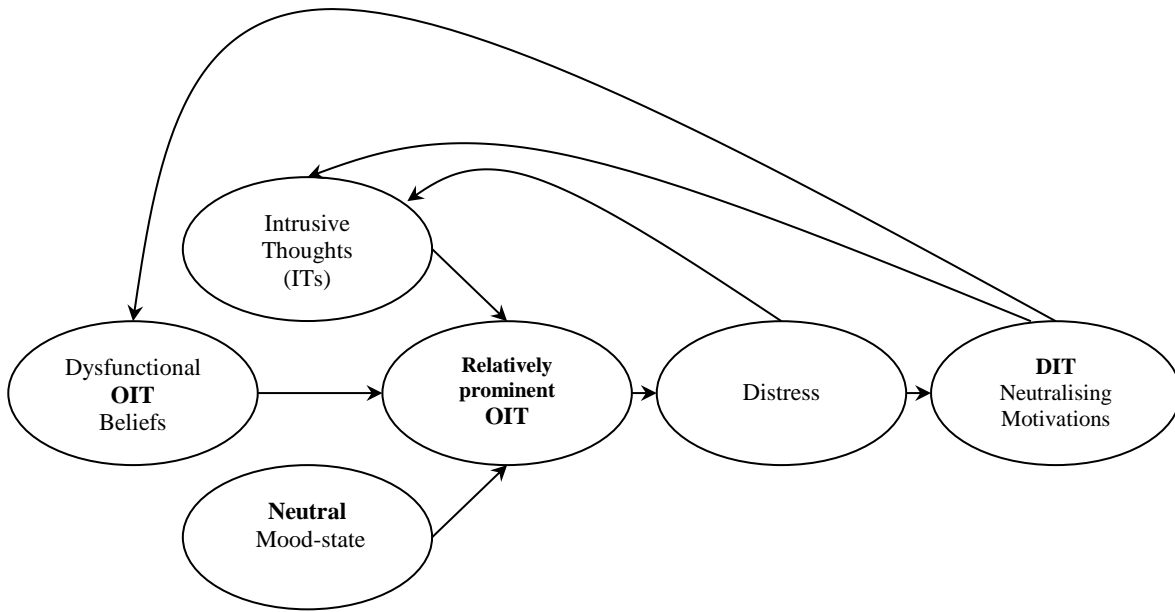 Intrusive
Thoughts
(ITs)
Dysfunctional
OIT
Beliefs
Relatively
prominent
OIT
Distress
DIT
Neutralising
Motivations
Neutral
Mood-state